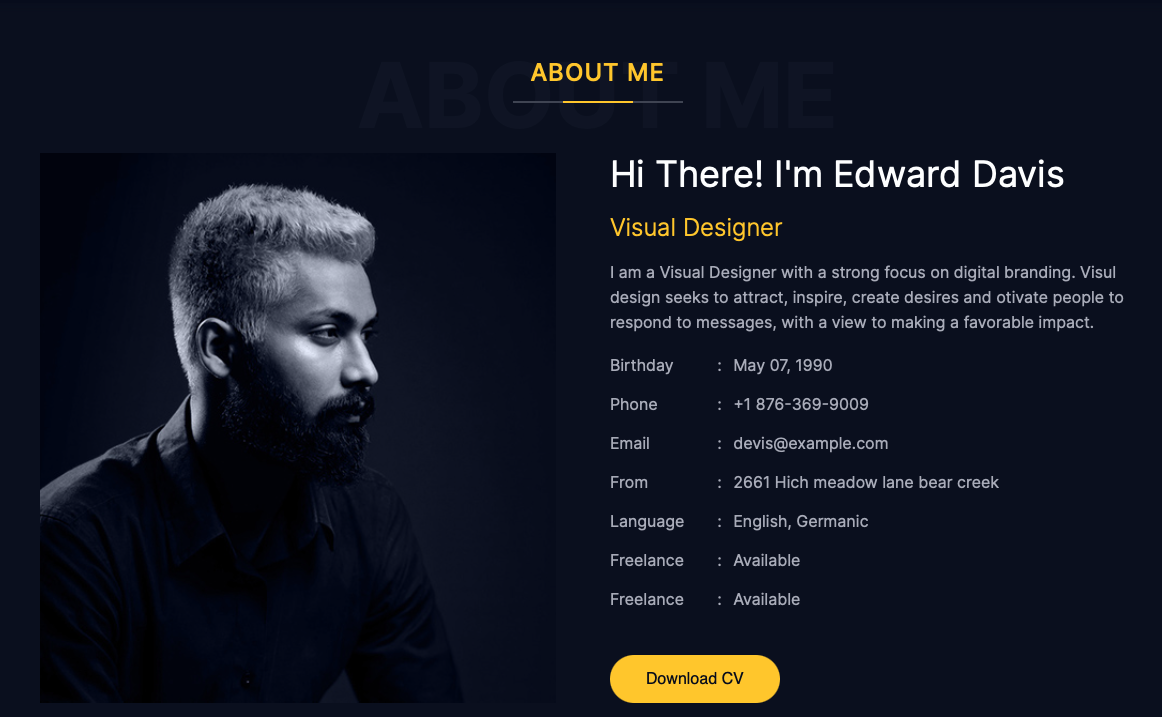 ABOUT ME
ABOUT ME
Hi There! I'm Edward Davis
Visual Designer
I am a Visual Designer with a strong focus on digital branding. Visul
design seeks to attract, inspire, create desires and otivate people to
respond to messages, with a view to making a favorable impact.
Birthday : May 07, 1990
Phone : +1 876-369-9009
Email : devis@example.com
From : 2661 Hich meadow lane bear creek
Language : English, Germanic
Freelance : Available
Freelance : Available
Download CV